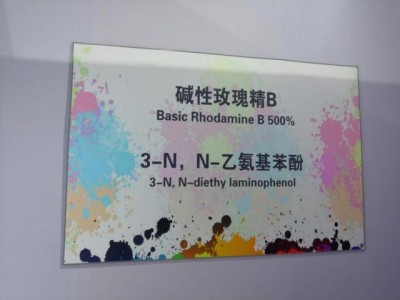 碱性玫瑰精B
Basic Rhodamine B 500%
3-N, N-乙氨基苯酚
3-N, N-diethy laminophenol